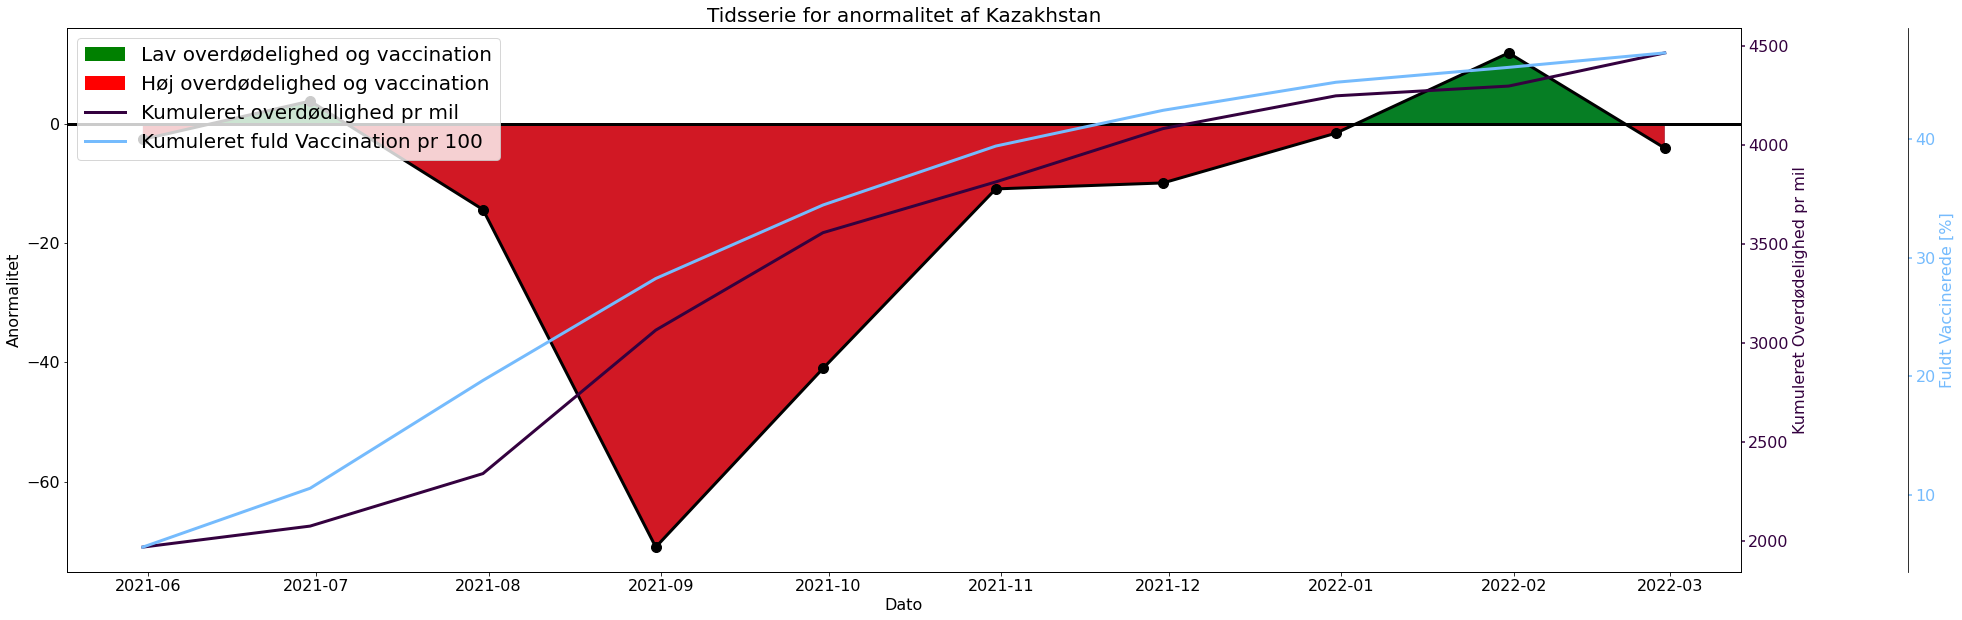 Tidsserie for anormalitet af Kazakhstan
Lav overdødelighed og vaccination
Høj overdødelighed og vaccination
Kumuleret overdødlighed pr mil
Kumuleret fuld Vaccination pr 100
Anormalitet
0
−20
−40
−60
4500
4000
3500
3000
2500
2000
Kumuleret Overdødelighed pr mil
40
30
20
10
Fuldt Vaccinerede [%]
2021-06 2021-07 2021-08 2021-09 2021-10 2021-11 2021-12 2022-01 2022-02 2022-03
Dato